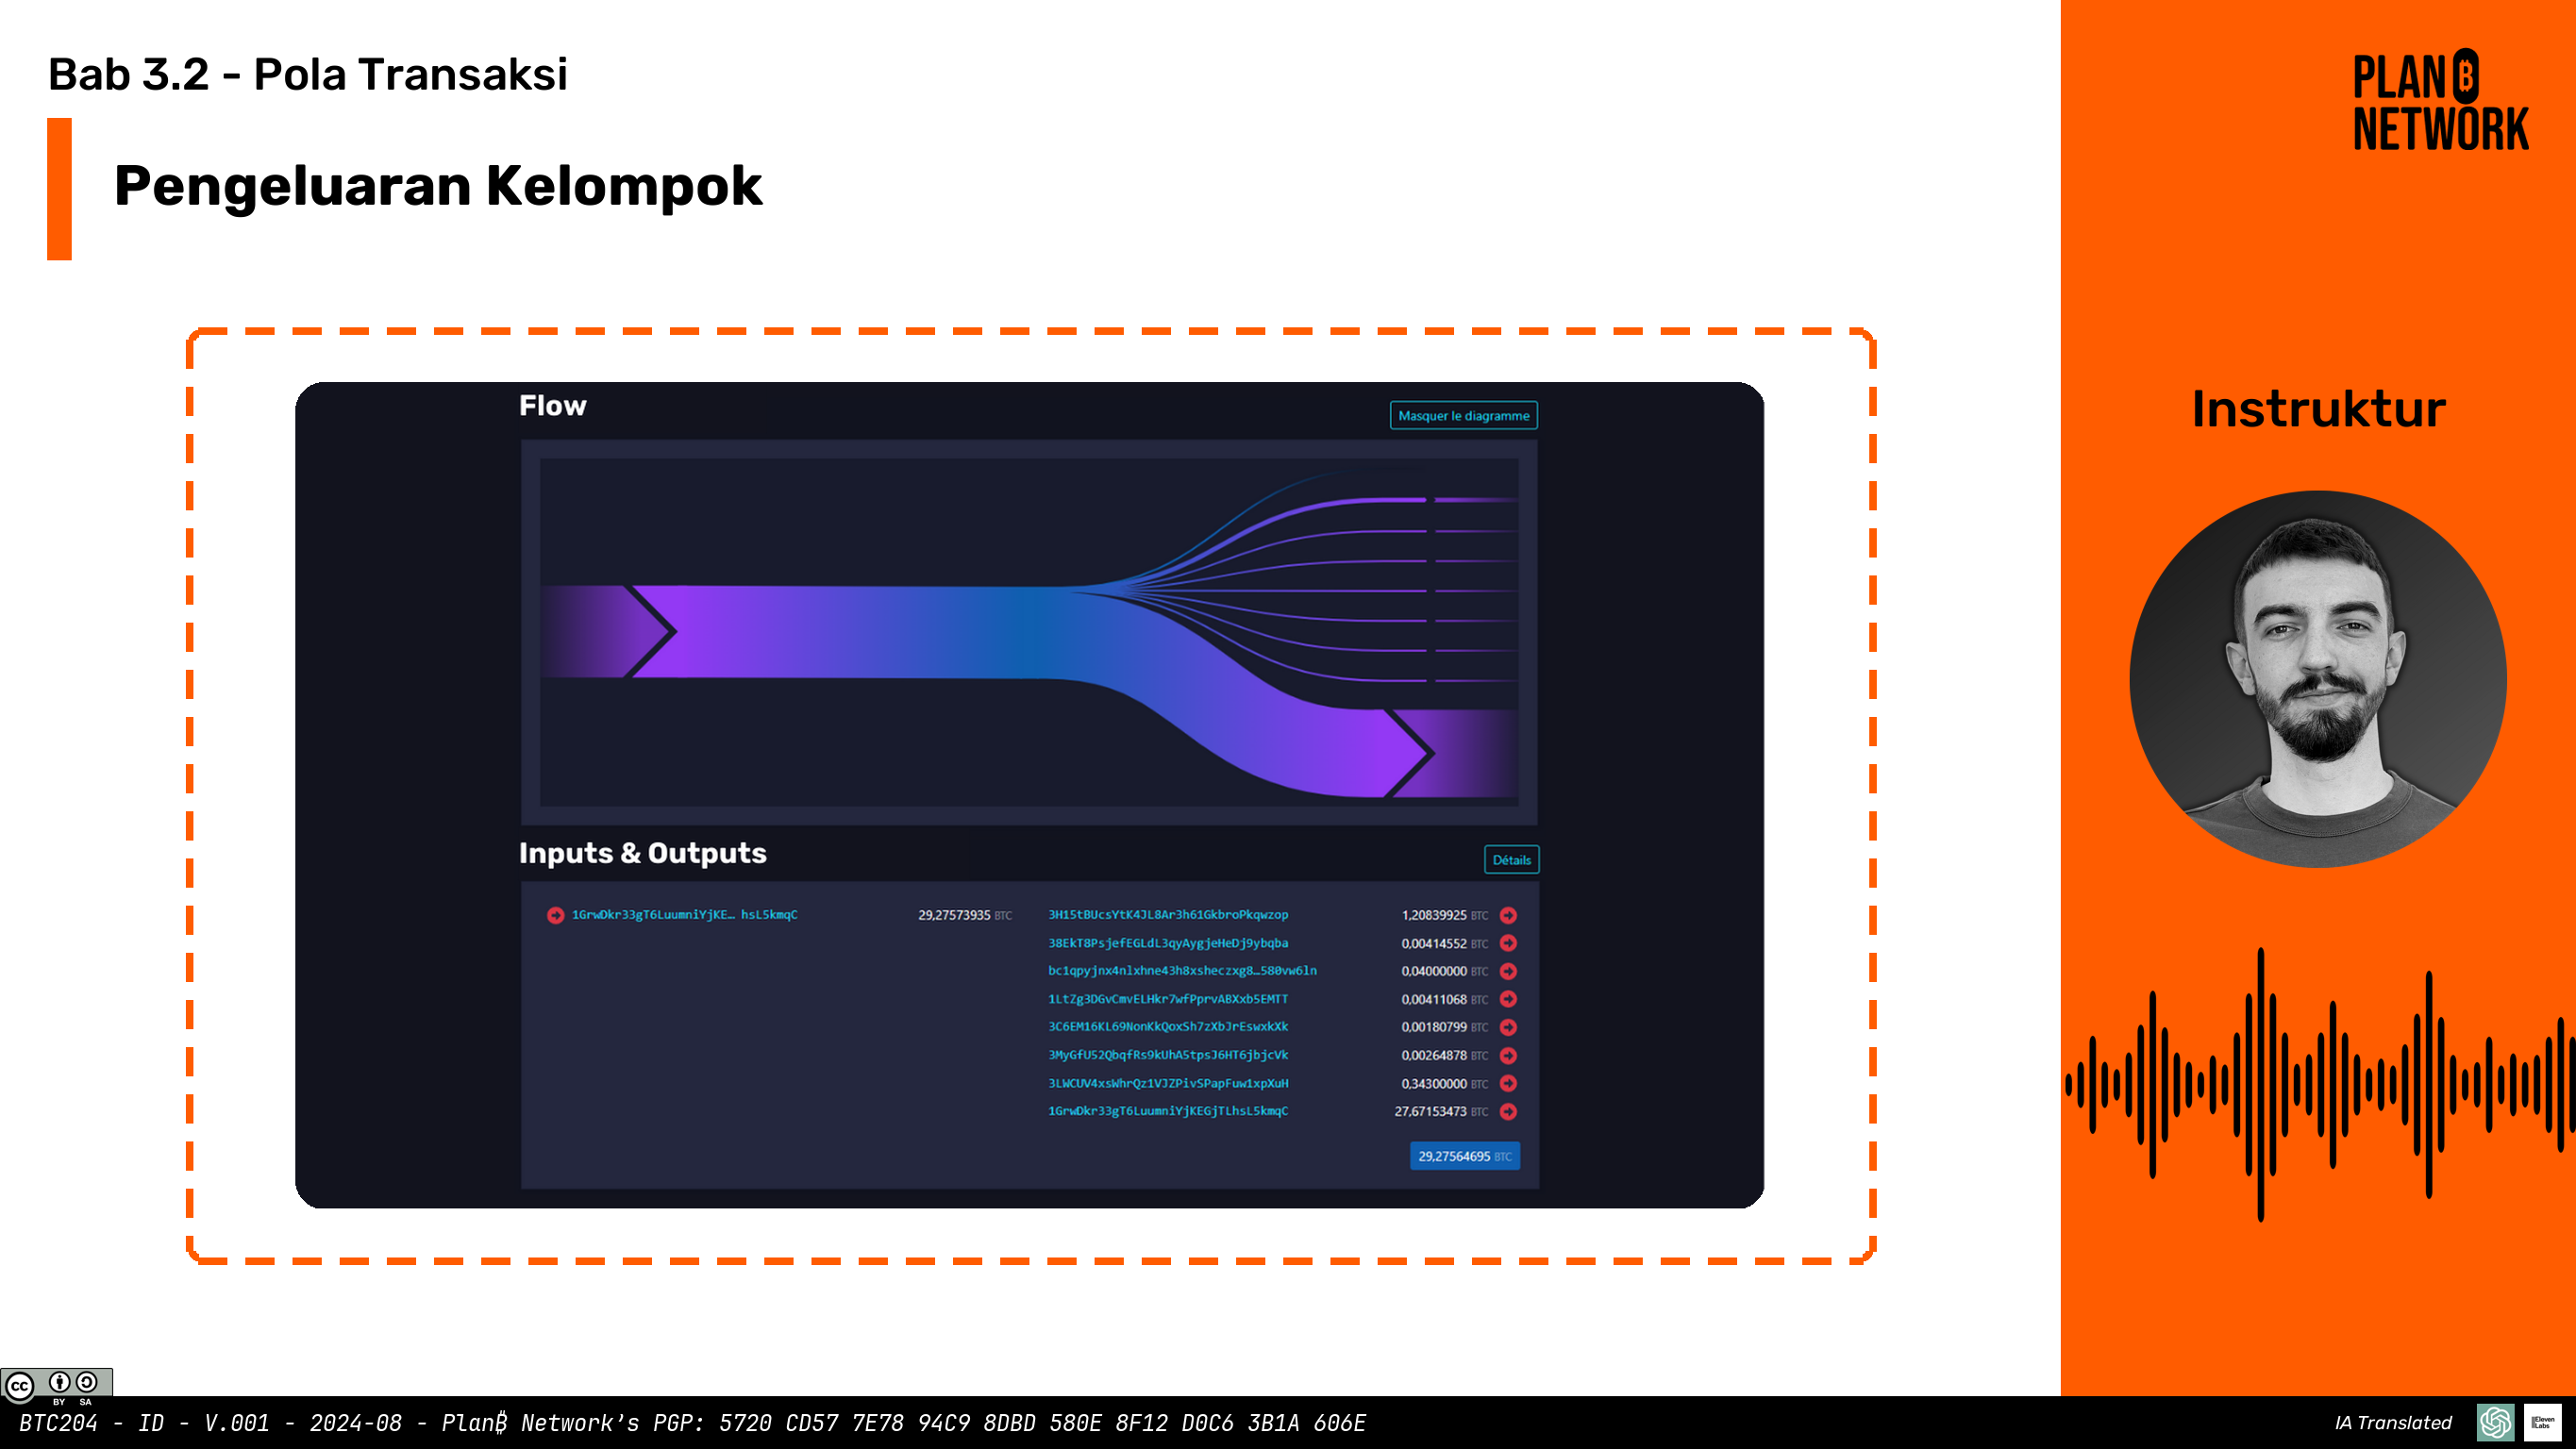 Bab 3.2 - Pola Transaksi
Pengeluaran Kelompok
PLAN B
NETWORK
Instruktur
Flow
Masquer le diagramme
Inputs & Outputs
Détails
1GrwDkr33gT6LuumniYjKE… hsL5kmqC 29,27573935 BTC
3H15tBUcsYtK4JL8Ar3h61GkbroPkqwzop 1,20839925 BTC
38EkT8PsjefEGLdL3qyAygjeHeDj9ybqba 0,00414552 BTC
bc1qpyjnx4nlxhne43h8xsheczxg8…580vw6ln 0,04000000 BTC
1LtZg3DGvCmvELHkr7wfPprvABXxb5EMTT 0,00411068 BTC
3C6EM16KL69NonKkQoxSh7zXbJrEswxkXk 0,00180799 BTC
3MyGfU52QbqfRs9kUhA5tpsJ6HT6jbjcVk 0,00264878 BTC
3LWCUV4xsWhrQz1VJZPivSPapFuw1xpXuH 0,34300000 BTC
1GrwDkr33gT6LuumniYjKEGjTLhsL5kmqC 27,67153473 BTC
29,27564695 BTC
cc BY SA
BTC204 - ID - V.001 - 2024-08 - Plan₿ Network’s PGP: 5720 CD57 7E78 94C9 8DBD 580E 8F12 D0C6 3B1A 606E
IA Translated
IIElevenLabs